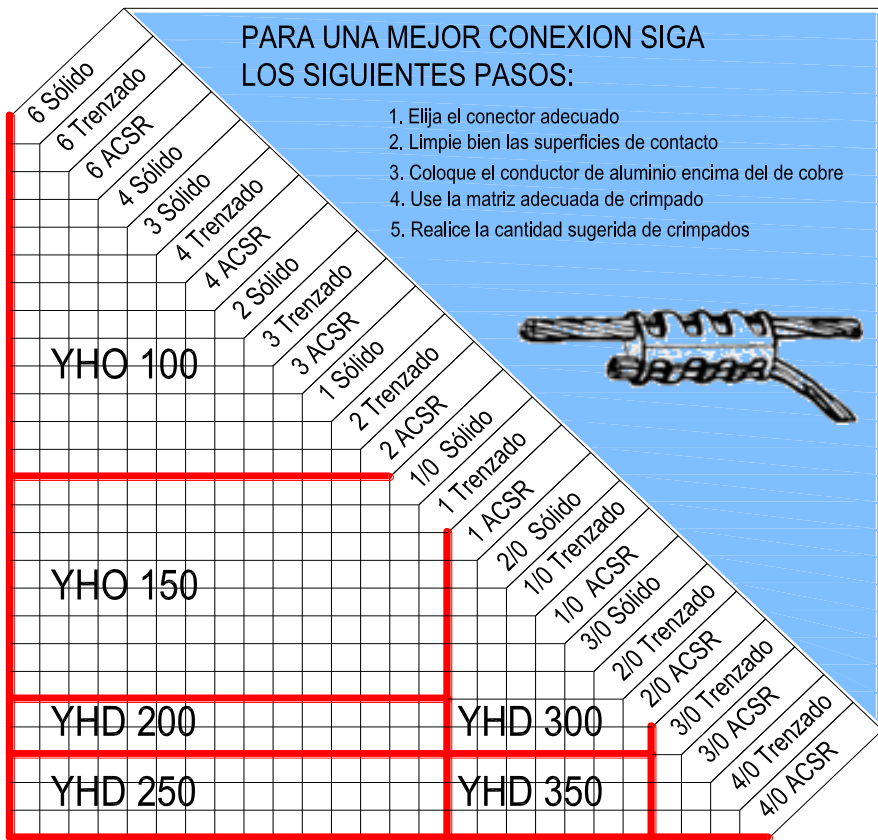 PARA UNA MEJOR CONEXION SIGA
LOS SIGUIENTES PASOS:
1. Elija el conector adecuado
2. Limpie bien las superficies de contacto
3. Coloque el conductor de aluminio encima del de cobre
4. Use la matriz adecuada de crimpado
5. Realice la cantidad sugerida de crimpados
6 Sólido
6 Trenzado
6 ACSR
4 Sólido
3 Sólido
4 Trenzado
4 ACSR
2 Sólido
3 Trenzado
3 ACSR
1 Sólido
2 Trenzado
2 ACSR
1/0 Sólido
1 Trenzado
1 ACSR
2/0 Sólido
1/0 Trenzado
1/0 ACSR
3/0 Sólido
2/0 Trenzado
2/0 ACSR
3/0 Trenzado
3/0 ACSR
4/0 Trenzado
4/0 ACSR
YHO 100
YHO 150
YHD 200
YHD 300
YHD 250
YHD 350